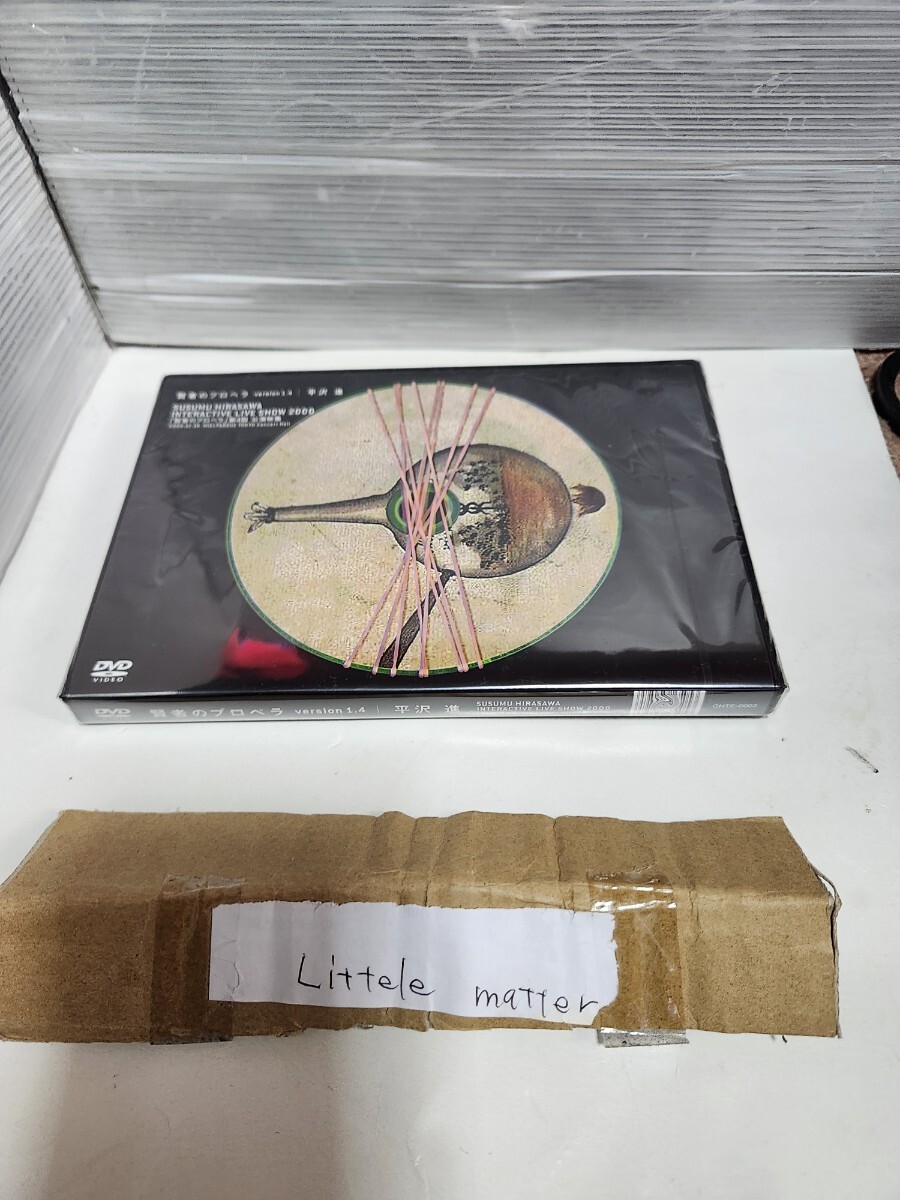 賢者のプロペラ version 1.4 | 平沢 進
SUSUMU HIRASAWA
INTERACTIVE LIVE SHOW 2000
DVD
VIDEO
DVD 賢者のプロペラ version 1.4 | 平沢 進 SUSUMU HIRASAWA
INTERACTIVE LIVE SHOW 2000
CHTE-0002
Littele matter